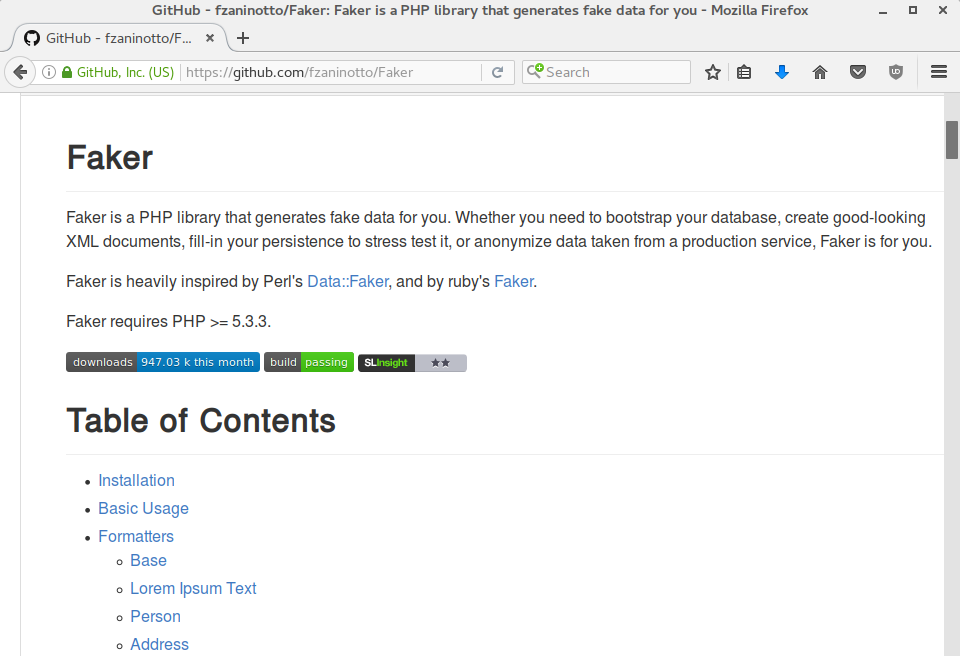 GitHub - fzaninotto/Faker: Faker is a PHP library that generates fake data for you - Mozilla Firefox
GitHub - fzaninotto/F...
GitHub, Inc. (US)
https://github.com/fzaninotto/Faker
Search
Faker
Faker is a PHP library that generates fake data for you. Whether you need to bootstrap your database, create good-looking
XML documents, fill-in your persistence to stress test it, or anonymize data taken from a production service, Faker is for you.
Faker is heavily inspired by Perl's Data::Faker, and by ruby's Faker.
Faker requires PHP >= 5.3.3.
downloads 947.03 k this month build passing SLInsight ★★
Table of Contents
• Installation
• Basic Usage
• Formatters
◦ Base
◦ Lorem Ipsum Text
◦ Person
◦ Address